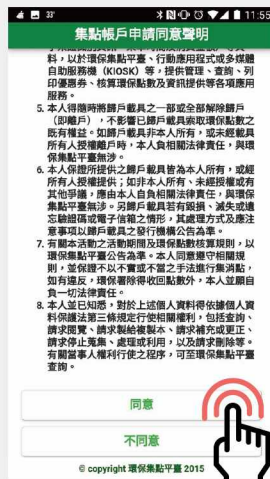 33°
11:55
集點帳戶申請同意聲明
料，以於環保集點平臺、行動應用程式或多媒體
自助服務機（KIOSK）等，提供管理、查詢、列
印優惠券、核算環保點數及資訊提供等各項應用
服務。
5. 本人得隨時將歸戶載具之一部或全部解除歸戶
（即離戶），不影響已歸戶載具索取環保點數之
既有權益。如歸戶載具非本人所有，或未經載具
所有人授權離戶時，本人負相關法律責任，與環
保集點平臺無涉。
6. 本人保證所提供之歸戶載具皆為本人所有，或經
所有人授權提供；如非本人所有、未經授權或有
其他爭議，應由本人自負相關法律責任，與環保
集點平臺無涉。另歸戶載具若有毀損、滅失或遺
忘驗證碼或電子信箱之情形，其處理方式及應注
意事項以歸戶載具之發行機構公告為準。
7. 有關本活動之活動期間及環保點數核算規則，以
環保集點平臺公告為準。本人同意遵守相關規
則，並保證不以不實或不當之手法進行集消點，
如有違反，環保署除得收回點數外，本人並願自
負一切法律責任。
8. 本人並已知悉，對於上述個人資料得依據個人資
料保護法第三條規定行使相關權利，包括查詢、
請求閱覽、請求製給複製本、請求補充或更正、
請求停止蒐集、處理或利用，以及請求刪除等。
有關當事人權利行使之程序，可至環保集點平臺
查詢。
同意
不同意
© copyright 環保集點平臺 2015